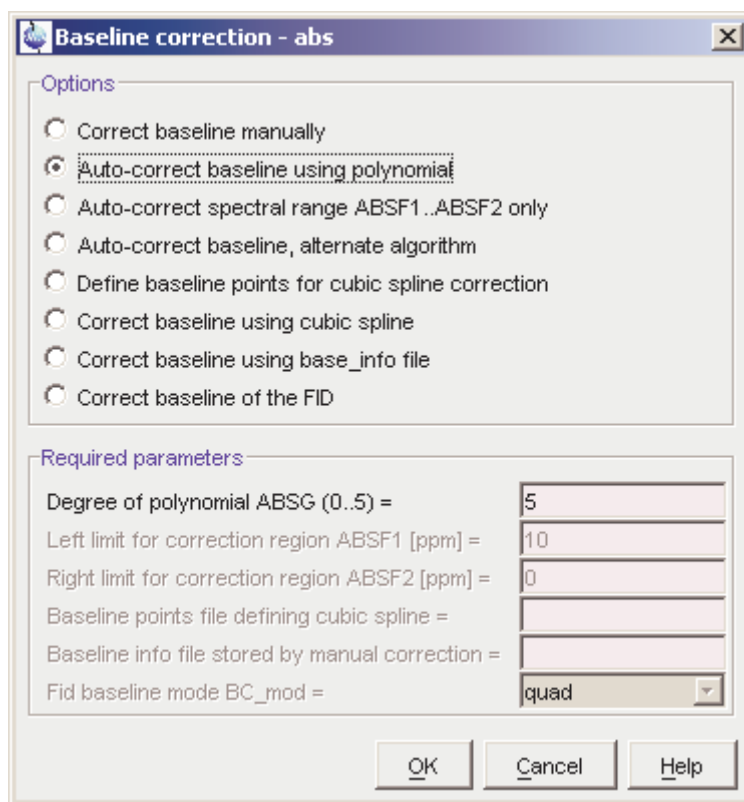 Baseline correction - abs
Options
Correct baseline manually
Auto-correct baseline using polynomial
Auto-correct spectral range ABSF1..ABSF2 only
Auto-correct baseline, alternate algorithm
Define baseline points for cubic spline correction
Correct baseline using cubic spline
Correct baseline using base_info file
Correct baseline of the FID
Required parameters
Degree of polynomial ABSG (0..5) = 5
Left limit for correction region ABSF1 [ppm] = 10
Right limit for correction region ABSF2 [ppm] = 0
Baseline points file defining cubic spline =
Baseline info file stored by manual correction =
Fid baseline mode BC_mod = quad
OK Cancel Help